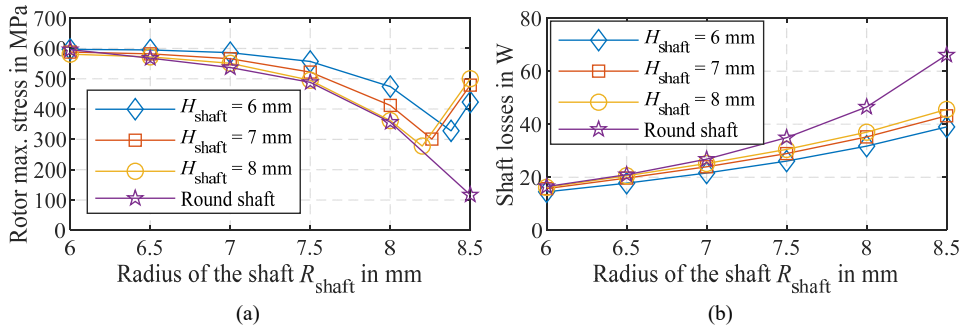 (a)
700
600
500
400
300
200
100
0
Rotor max. stress in MPa
H_shaft = 6 mm
H_shaft = 7 mm
H_shaft = 8 mm
Round shaft
6 6.5 7 7.5 8 8.5
Radius of the shaft R_shaft in mm
(a)
80
60
40
20
0
Shaft losses in W
H_shaft = 6 mm
H_shaft = 7 mm
H_shaft = 8 mm
Round shaft
6 6.5 7 7.5 8 8.5
Radius of the shaft R_shaft in mm
(b)